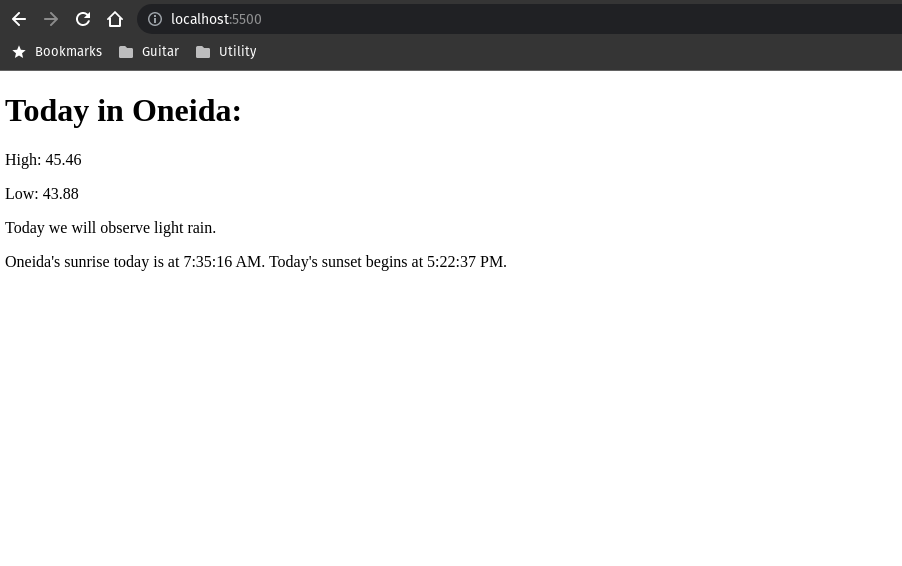 localhost:5500
Bookmarks Guitar Utility
Today in Oneida:
High: 45.46
Low: 43.88
Today we will observe light rain.
Oneida's sunrise today is at 7:35:16 AM. Today's sunset begins at 5:22:37 PM.